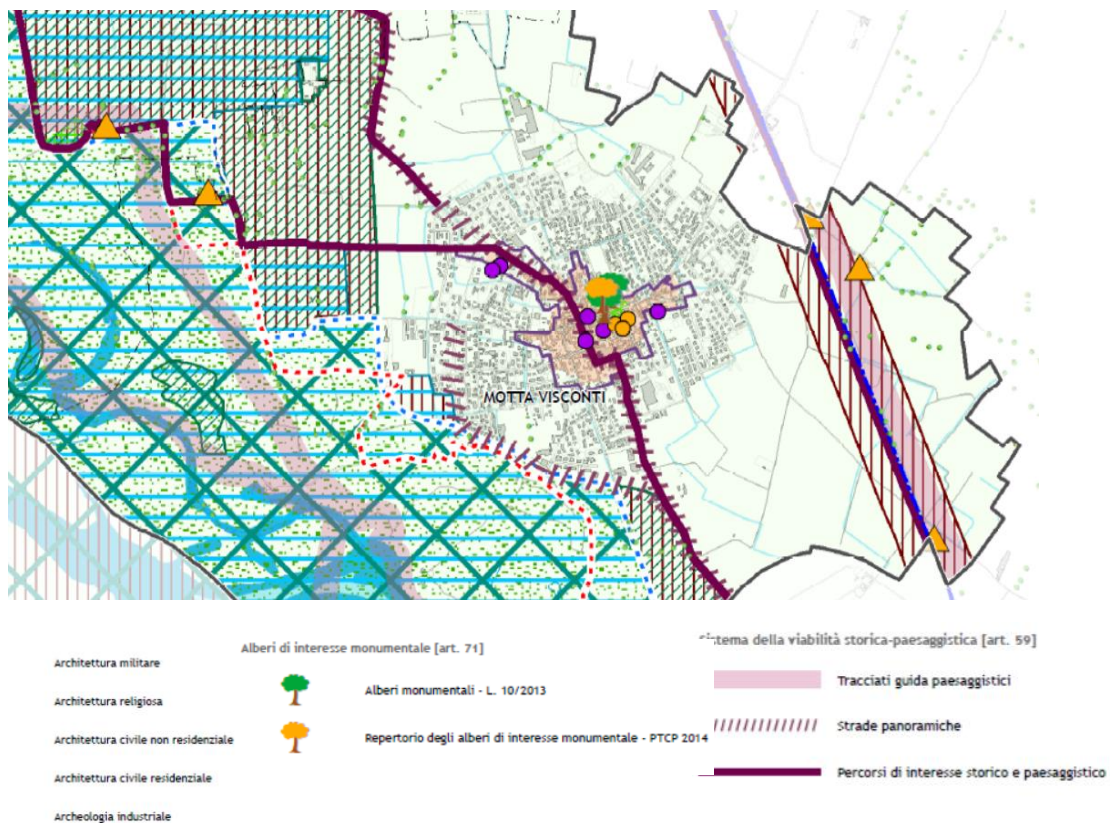 MOTTA VISCONTI
Architettura militare
Architettura religiosa
Architettura civile non residenziale
Architettura civile residenziale
Archeologia industriale
Alberi di interesse monumentale [art. 71]
Alberi monumentali - L. 10/2013
Repertorio degli alberi di interesse monumentale - PTCP 2014
Sistema della viabilità storica-paesaggistica [art. 59]
Tracciati guida paesaggistici
Strade panoramiche
Percorsi di interesse storico e paesaggistico